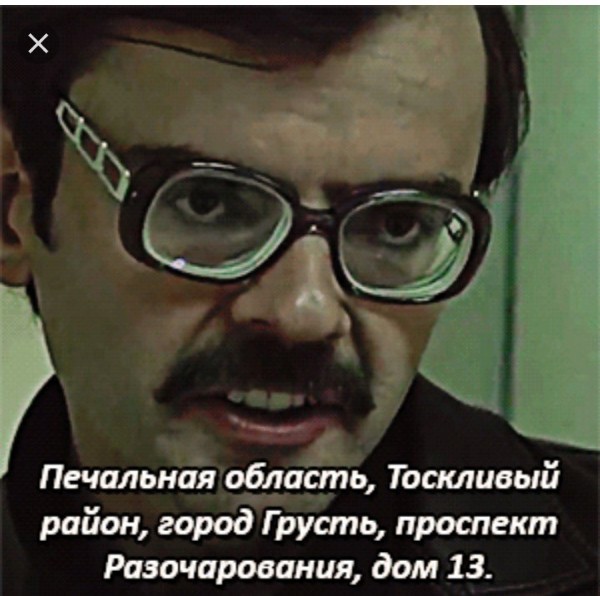 Печальная область, Тоскливый
район, город Грусть, проспект
Разочарования, дом 13.